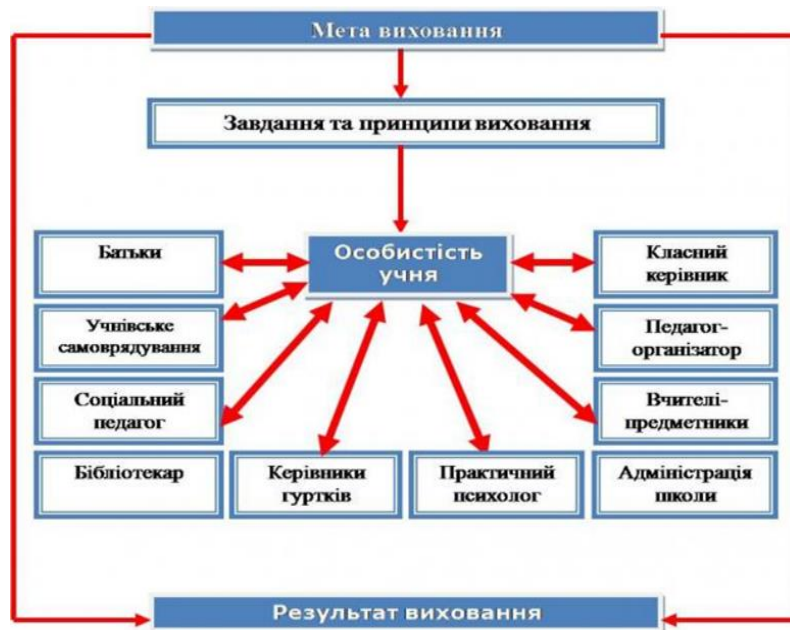 Мета виховання
Завдання та принципи виховання
Особистість
учня
Батьки
Класний
керівник
Учнівське
самоврядування
Педагог-
організатор
Соціальний
педагог
Вчителі-
предметники
Бібліотекар
Керівники
гуртків
Практичний
психолог
Адміністрація
школи
Результат виховання